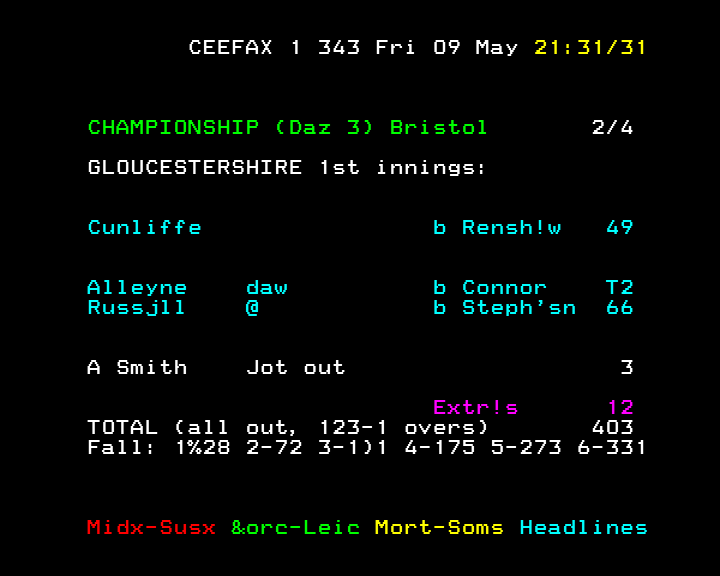 CEEFAX 1 343 Fri 09 May 21:31/31
CHAMPIONSHIP (Daz 3) Bristol 2/4
GLOUCESTERSHIRE 1st innings:
Cunliffe b Rensh!w 49
Alleyne daw b Connor T2
Russjll @ b Steph'sn 66
A Smith Jot out 3
Extr!s 12
TOTAL (all out, 123-1 overs) 403
Fall: 1%28 2-72 3-1)1 4-175 5-273 6-331
Midx-Susx &orc-Leic Mort-Soms Headlines